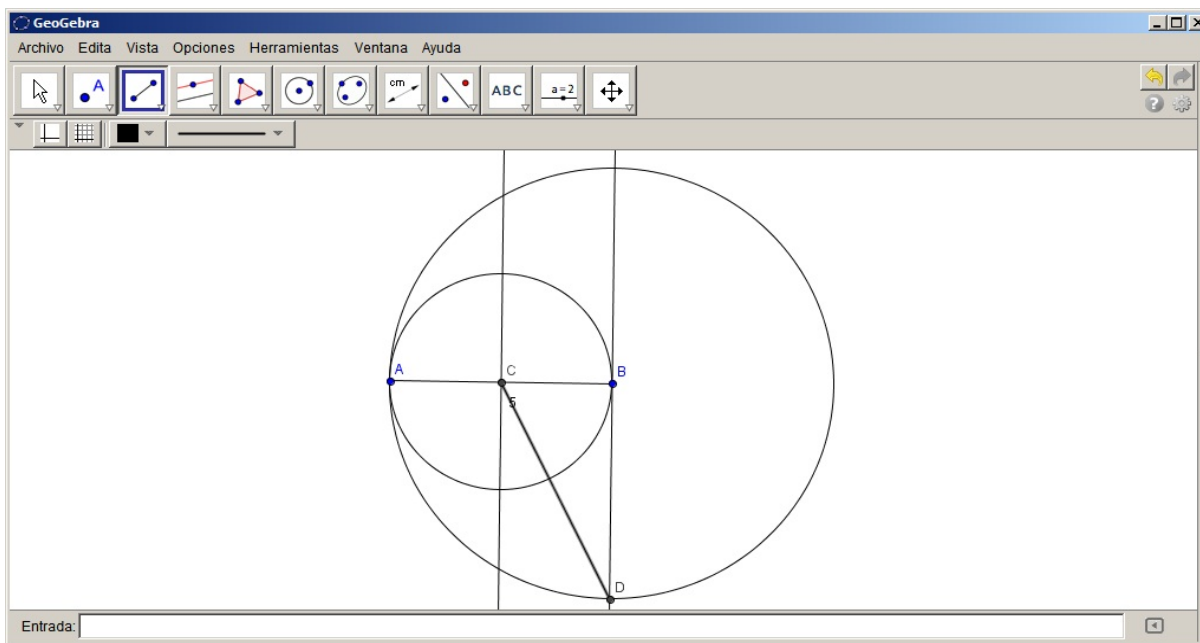 GeoGebra
Archivo Edita Vista Opciones Herramientas Ventana Ayuda
A cm ABC a=2
A C B
5
D
Entrada: